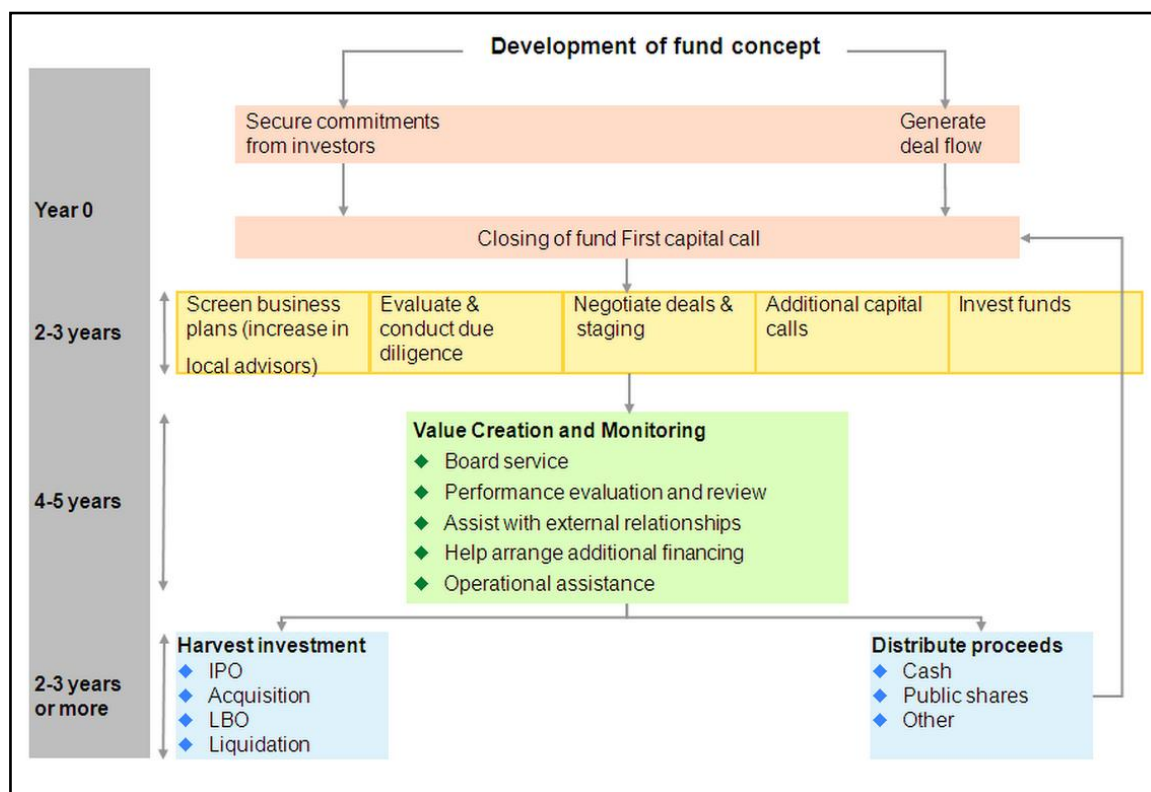 Development of fund concept
Secure commitments
from investors
Generate
deal flow
Year 0
Closing of fund First capital call
2-3 years
Screen business
plans (increase in
local advisors)
Evaluate &
conduct due
diligence
Negotiate deals &
staging
Additional capital
calls
Invest funds
4-5 years
Value Creation and Monitoring
Board service
Performance evaluation and review
Assist with external relationships
Help arrange additional financing
Operational assistance
2-3 years
or more
Harvest investment
IPO
Acquisition
LBO
Liquidation
Distribute proceeds
Cash
Public shares
Other